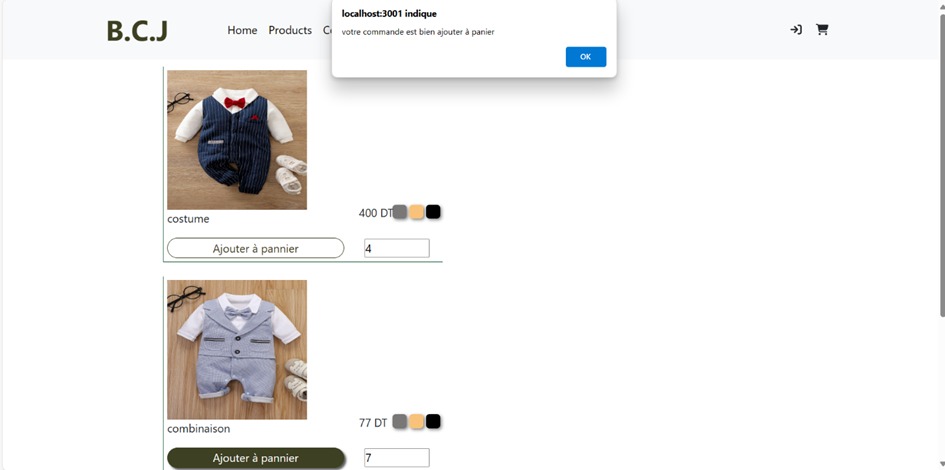 localhost:3001 indique
votre commande est bien ajouter à panier
OK
B.C.J
Home Products
costume
400 DT
Ajouter à pannier
4
combinaison
77 DT
Ajouter à pannier
7